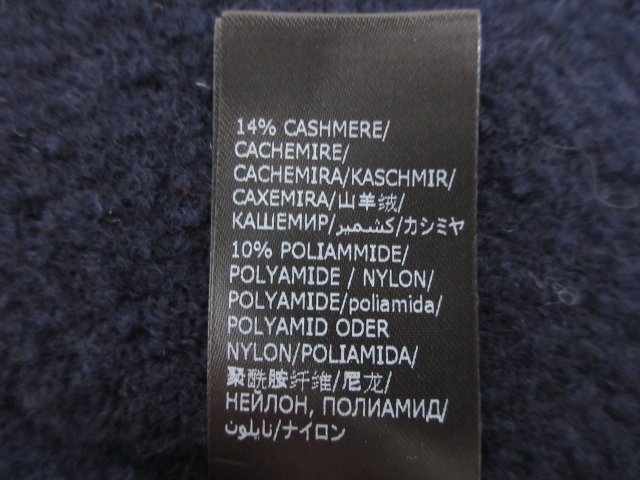 14% CASHMERE/
CACHEMIRE/
CACHEMIRA/KASCHMIR/
CAXEMIRA/山羊绒/
КАШЕМИР/كشمير/カシミヤ
10% POLIAMMIDE/
POLYAMIDE / NYLON/
POLYAMIDE/poliamida/
POLYAMID ODER
NYLON/POLIAMIDA/
聚酰胺纤维/尼龙/
НЕЙЛОН, ПОЛИАМИД/
نايلون/ナイロン